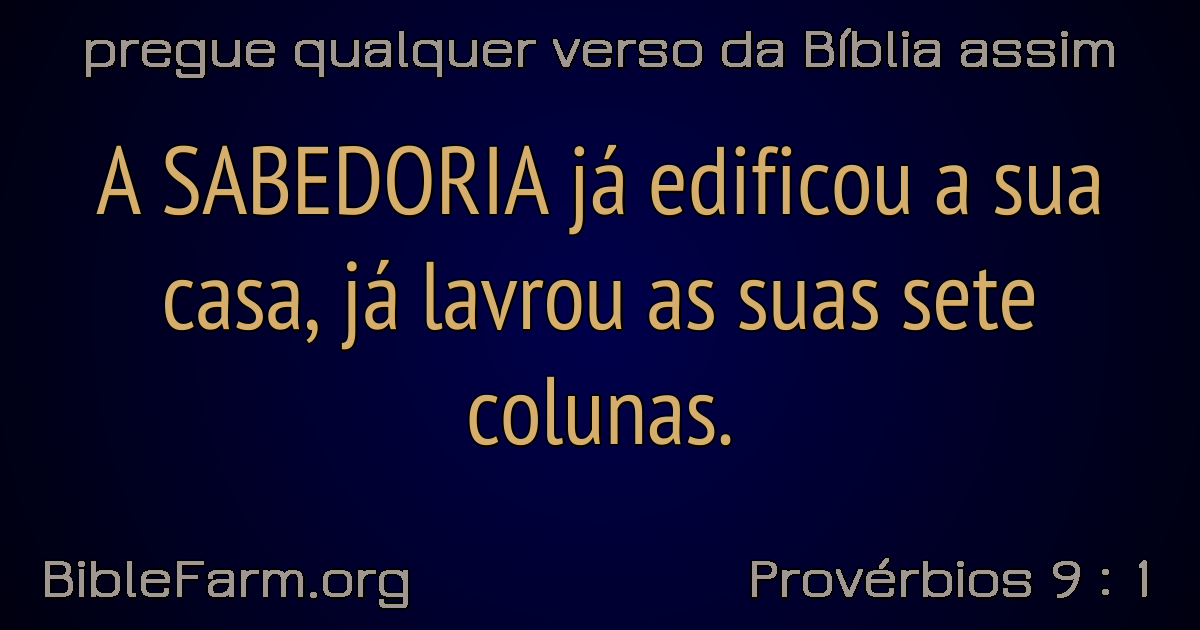 pregue qualquer verso da Bíblia assim
A SABEDORIA já edificou a sua
casa, já lavrou as suas sete
colunas.
BibleFarm.org
Provérbios 9 : 1